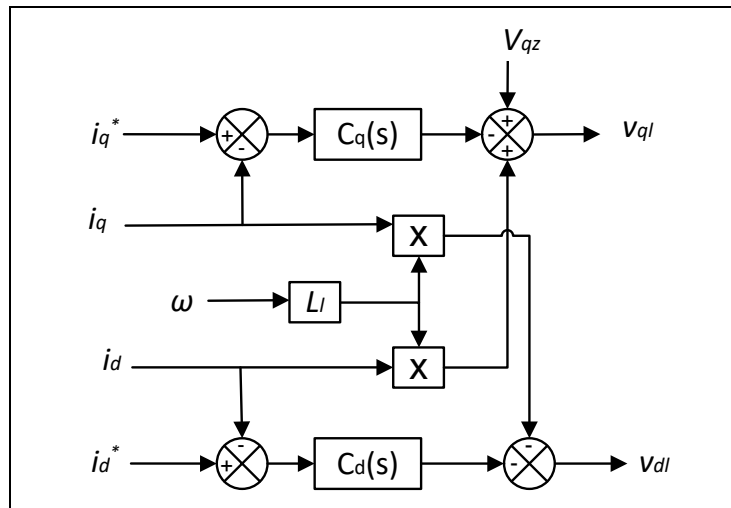 Vqz
iq* + - Cq(s) - + + vql
iq X
ω Ll
id X
id* + - Cd(s) - - vdl